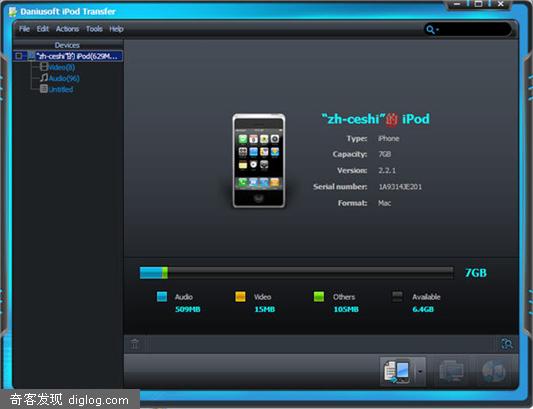 Daniusoft iPod Transfer
File Edit Actions Tools Help
Devices
"zh-ceshi"的 iPod(629M...
Video(8)
Audio(96)
Untitled
"zh-ceshi"的 iPod
Type: iPhone
Capacity: 7GB
Version: 2.2.1
Serial number: 1A9314JE201
Format: Mac
7GB
Audio Video Others Available
509MB 15MB 105MB 6.4GB
奇客发现 diglog.com